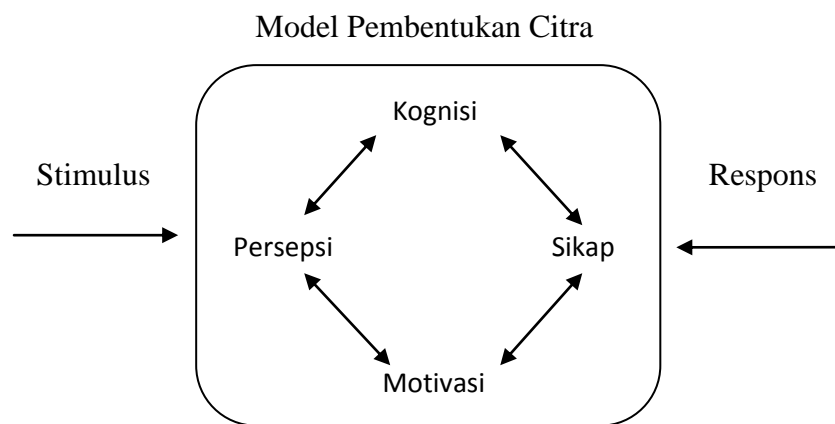 Model Pembentukan Citra
Kognisi
Stimulus
Respons
Persepsi
Sikap
Motivasi